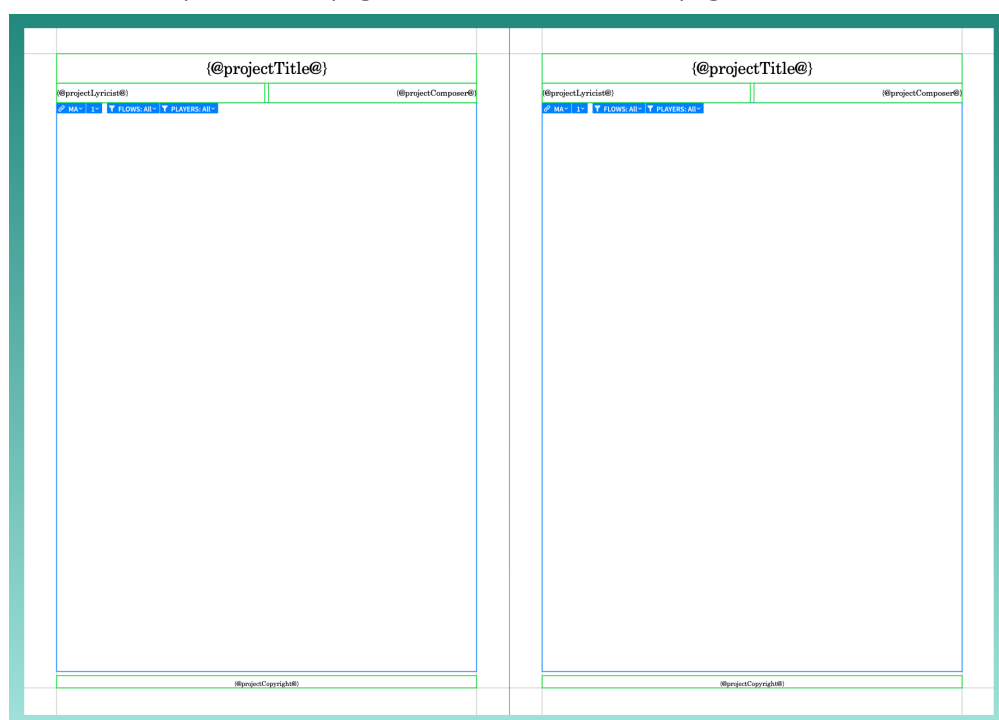 {@projectTitle@}
{@projectLyricist@}
{@projectComposer@}
MA 1 FLOWS: All PLAYERS: All
{@projectCopyright@}
{@projectTitle@}
{@projectLyricist@}
{@projectComposer@}
MA 1 FLOWS: All PLAYERS: All
{@projectCopyright@}